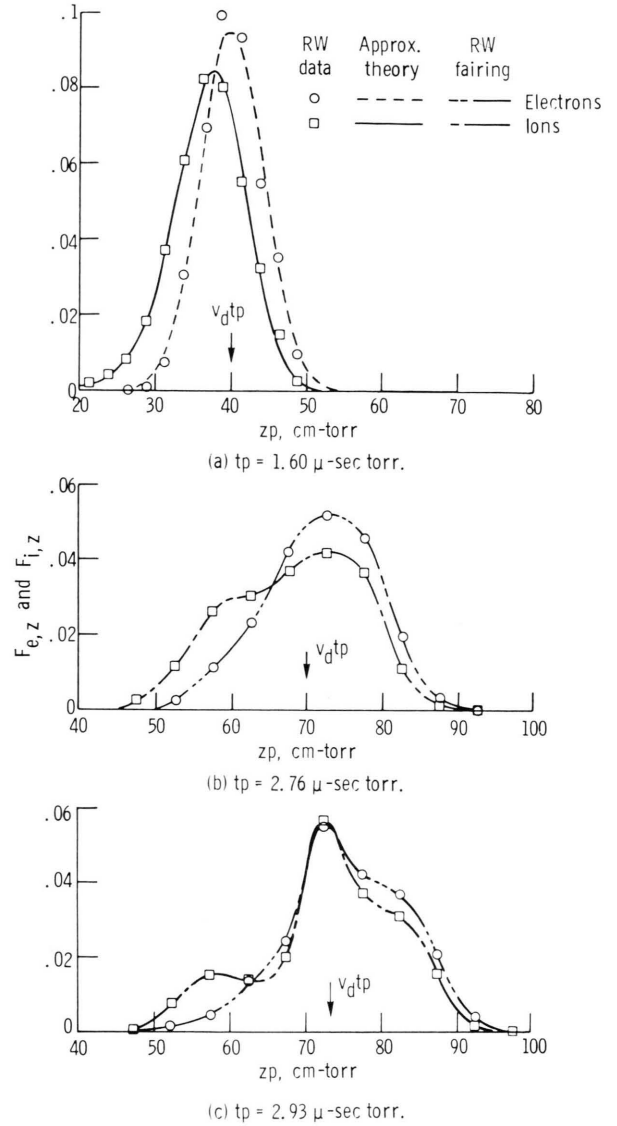 .1
.08
.06
.04
.02
0
RW data Approx. theory RW fairing
Electrons
Ions
v_d tp
20 30 40 50 60 70 80
zp, cm-torr
(a) tp = 1.60 μ-sec torr.
F_e,z and F_i,z
.06
.04
.02
0
v_d tp
40 50 60 70 80 90 100
zp, cm-torr
(b) tp = 2.76 μ-sec torr.
.06
.04
.02
0
v_d tp
40 50 60 70 80 90 100
zp, cm-torr
(c) tp = 2.93 μ-sec torr.